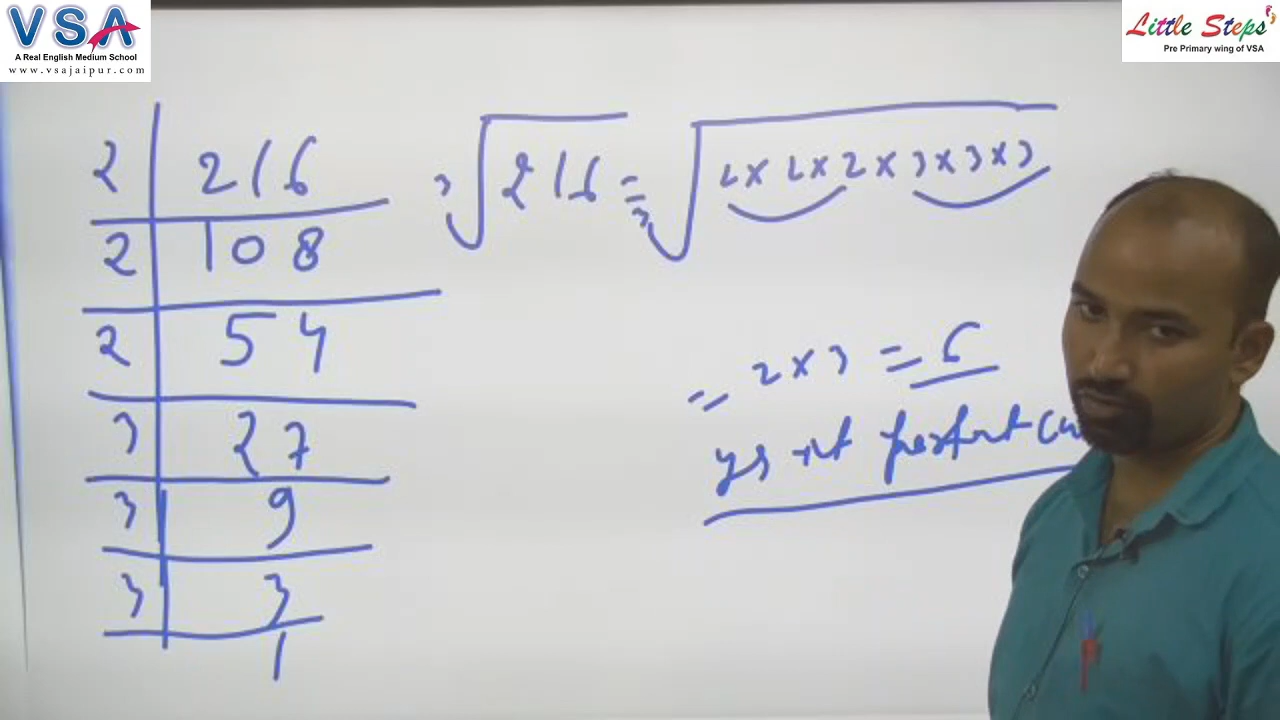 VSA
A Real English Medium School
www.vsajaipur.com
Little Steps
Pre Primary wing of VSA
2 216
2 108
2 54
3 27
3 9
3 3
1
∛216 = ∛2×2×2×3×3×3
= 2×3 = 6
yes it perfect